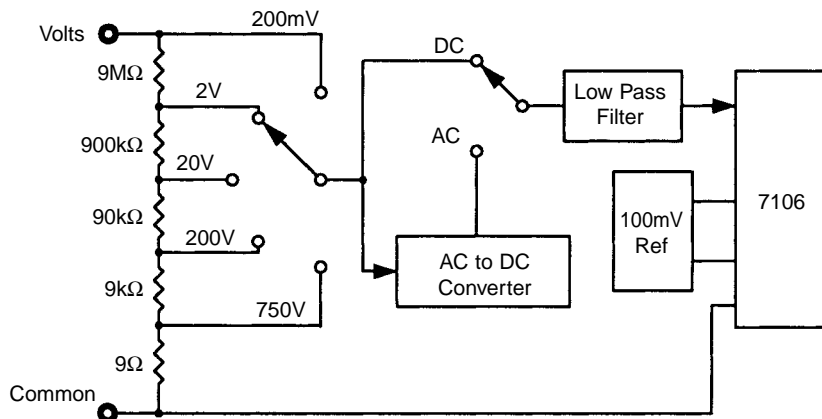 Volts
200mV
9MΩ
2V
900kΩ
20V
90kΩ
200V
9kΩ
750V
9Ω
Common
DC
AC
Low Pass
Filter
AC to DC
Converter
100mV
Ref
7106